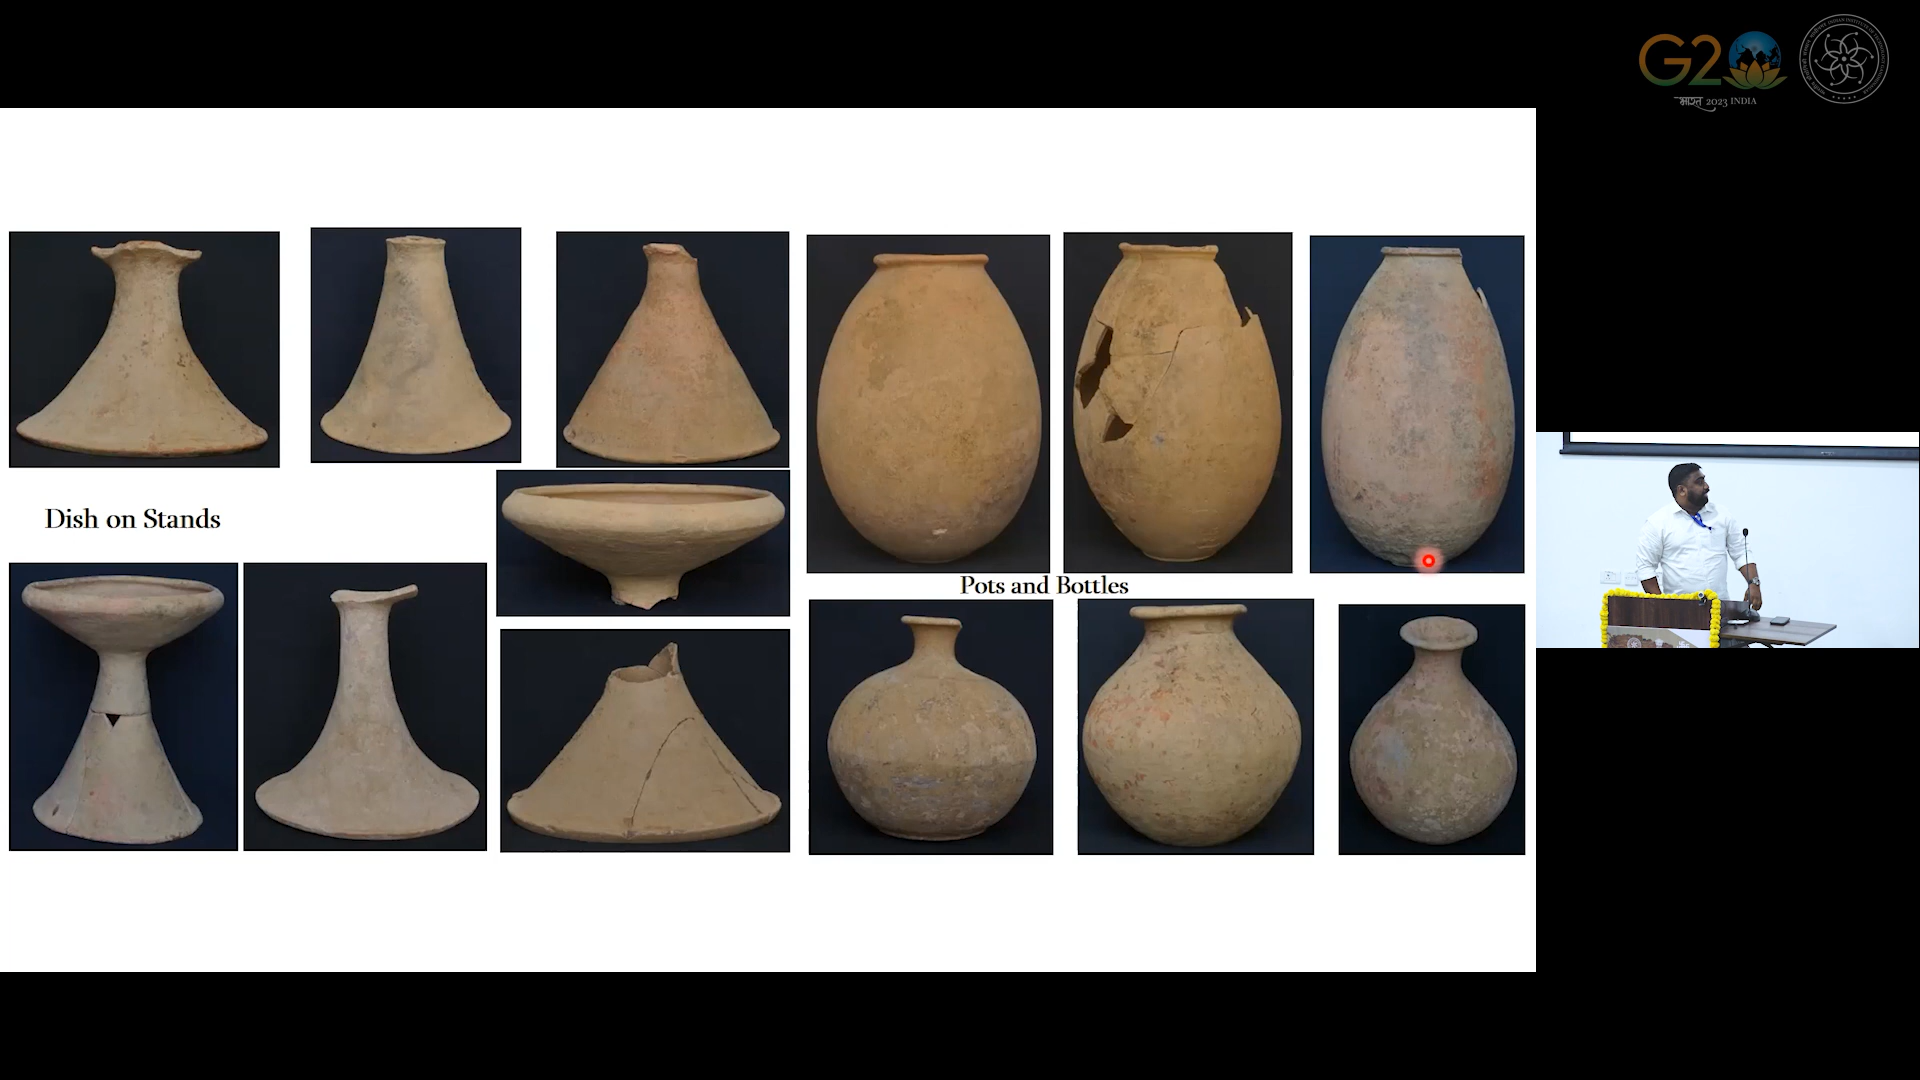 G20
भारत 2023 INDIA
Dish on Stands
Pots and Bottles